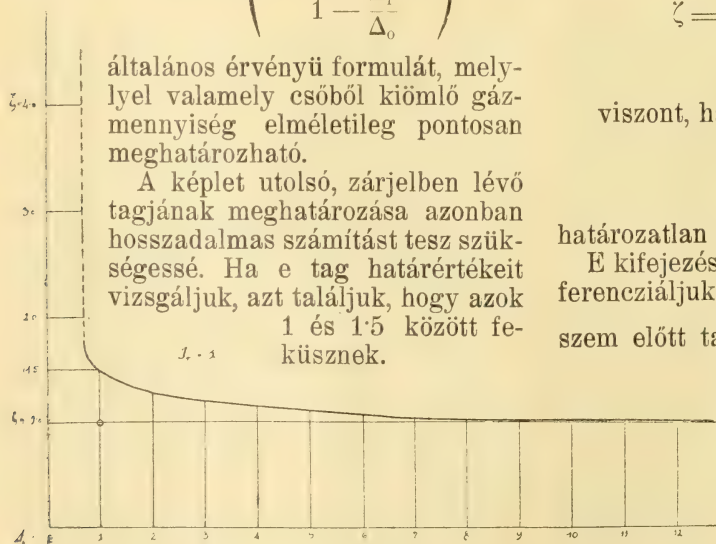 1 — 1
Δ₀
ζ =
általános érvényü formulát, mely-
lyel valamely csőből kiömlő gáz-
mennyiség elméletileg pontosan
meghatározható.
A képlet utolsó, zárjelben lévő
tagjának meghatározása azonban
hosszadalmas számítást tesz szük-
ségessé. Ha e tag határértékeit
vizsgáljuk, azt találjuk, hogy azok
1 és 1·5 között fe-
küsznek.
viszont, h
határozatlan
E kifejezés
ferencziáljuk
szem előtt ta
1 2 3 4 5 6 7 8 9 10 11 12